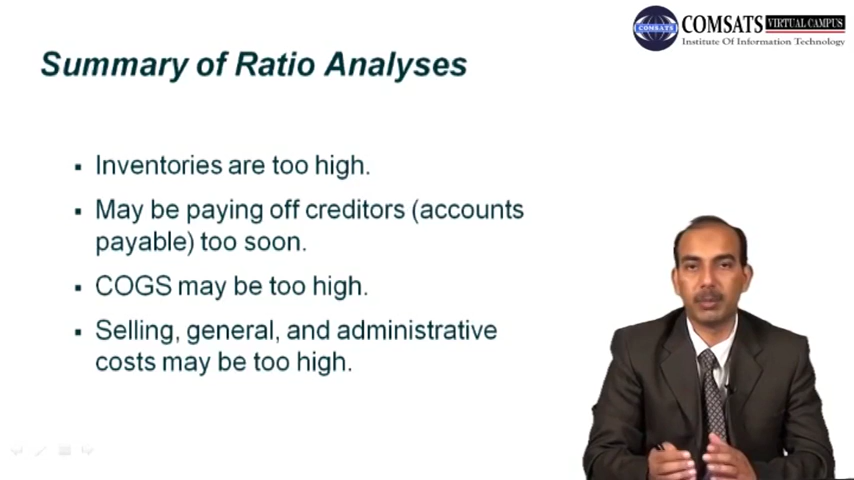 COMSATS VIRTUAL CAMPUS
Institute Of Information Technology
Summary of Ratio Analyses
▪ Inventories are too high.
▪ May be paying off creditors (accounts
payable) too soon.
▪ COGS may be too high.
▪ Selling, general, and administrative
costs may be too high.
COMSATS